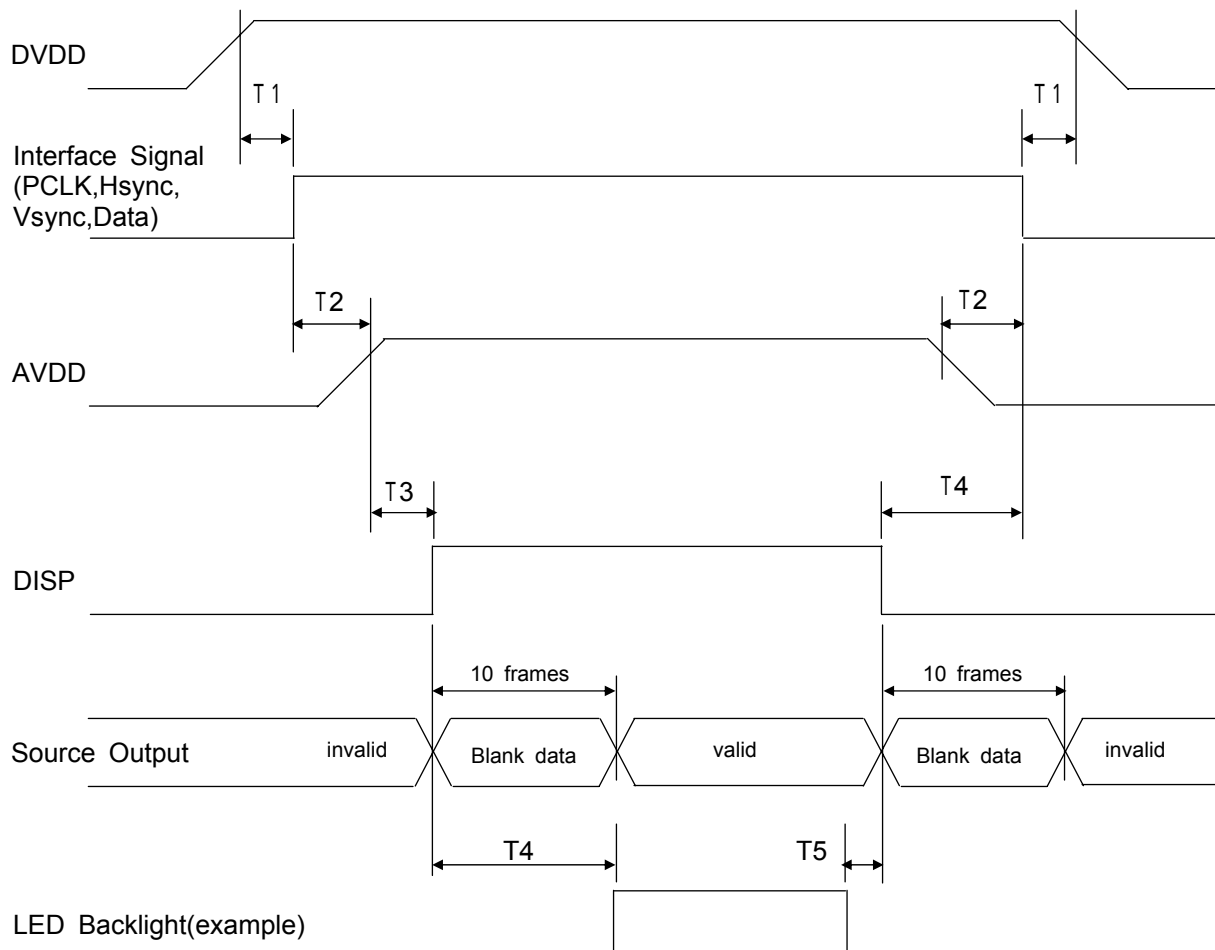 DVDD
T1 T1
Interface Signal
(PCLK,Hsync,
Vsync,Data)
T2 T2
AVDD
T3 T4
DISP
10 frames 10 frames
Source Output invalid Blank data valid Blank data invalid
T4 T5
LED Backlight(example)